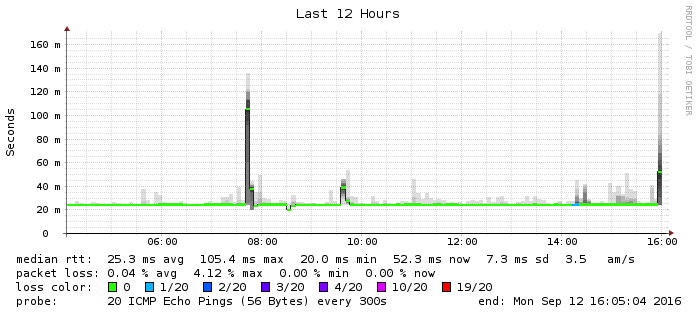 Last 12 Hours
RRDTOOL / TOBI OETIKER
Seconds
160 m
140 m
120 m
100 m
80 m
60 m
40 m
20 m
0
06:00 08:00 10:00 12:00 14:00 16:00
median rtt: 25.3 ms avg 105.4 ms max 20.0 ms min 52.3 ms now 7.3 ms sd 3.5 am/s
packet loss: 0.04 % avg 4.12 % max 0.00 % min 0.00 % now
loss color: 0 1/20 2/20 3/20 4/20 10/20 19/20
probe: 20 ICMP Echo Pings (56 Bytes) every 300s end: Mon Sep 12 16:05:04 2016